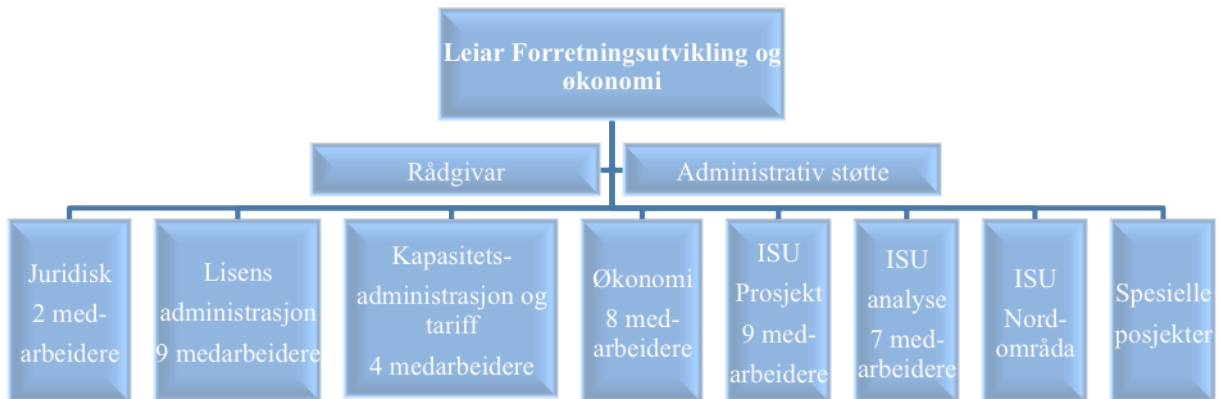 Leiar Forretningsutvikling og
økonomi
Rådgivar
Administrativ støtte
Juridisk
2 med-
arbeidere
Lisens
administrasjon
9 medarbeidere
Kapasitets-
administrasjon og
tariff
4 medarbeidere
Økonomi
8 med-
arbeidere
ISU
Prosjekt
9 med-
arbeidere
ISU
analyse
7 med-
arbeidere
ISU
Nord-
områda
Spesielle
posjekter